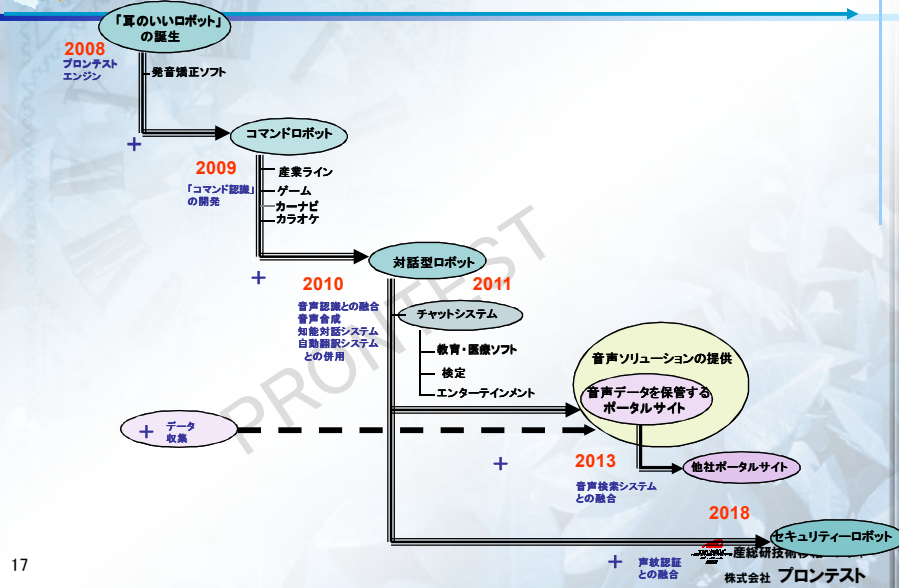 「耳のいいロボット」
の誕生
2008
プロンテスト
エンジン
発音矯正ソフト
+
コマンドロボット
2009
「コマンド認識」
の開発
産業ライン
ゲーム
カーナビ
カラオケ
+
対話型ロボット
2010
2011
音声認識との融合
音声合成
知能対話システム
自動翻訳システム
との併用
チャットシステム
教育・医療ソフト
検定
エンターテインメント
音声ソリューションの提供
音声データを保管する
ポータルサイト
+ データ
収集
+
2013
音声検索システム
との融合
他社ポータルサイト
2018
セキュリティーロボット
+
声紋認証
との融合
産総研技術移
株式会社 プロンテスト
17
PRONTEST